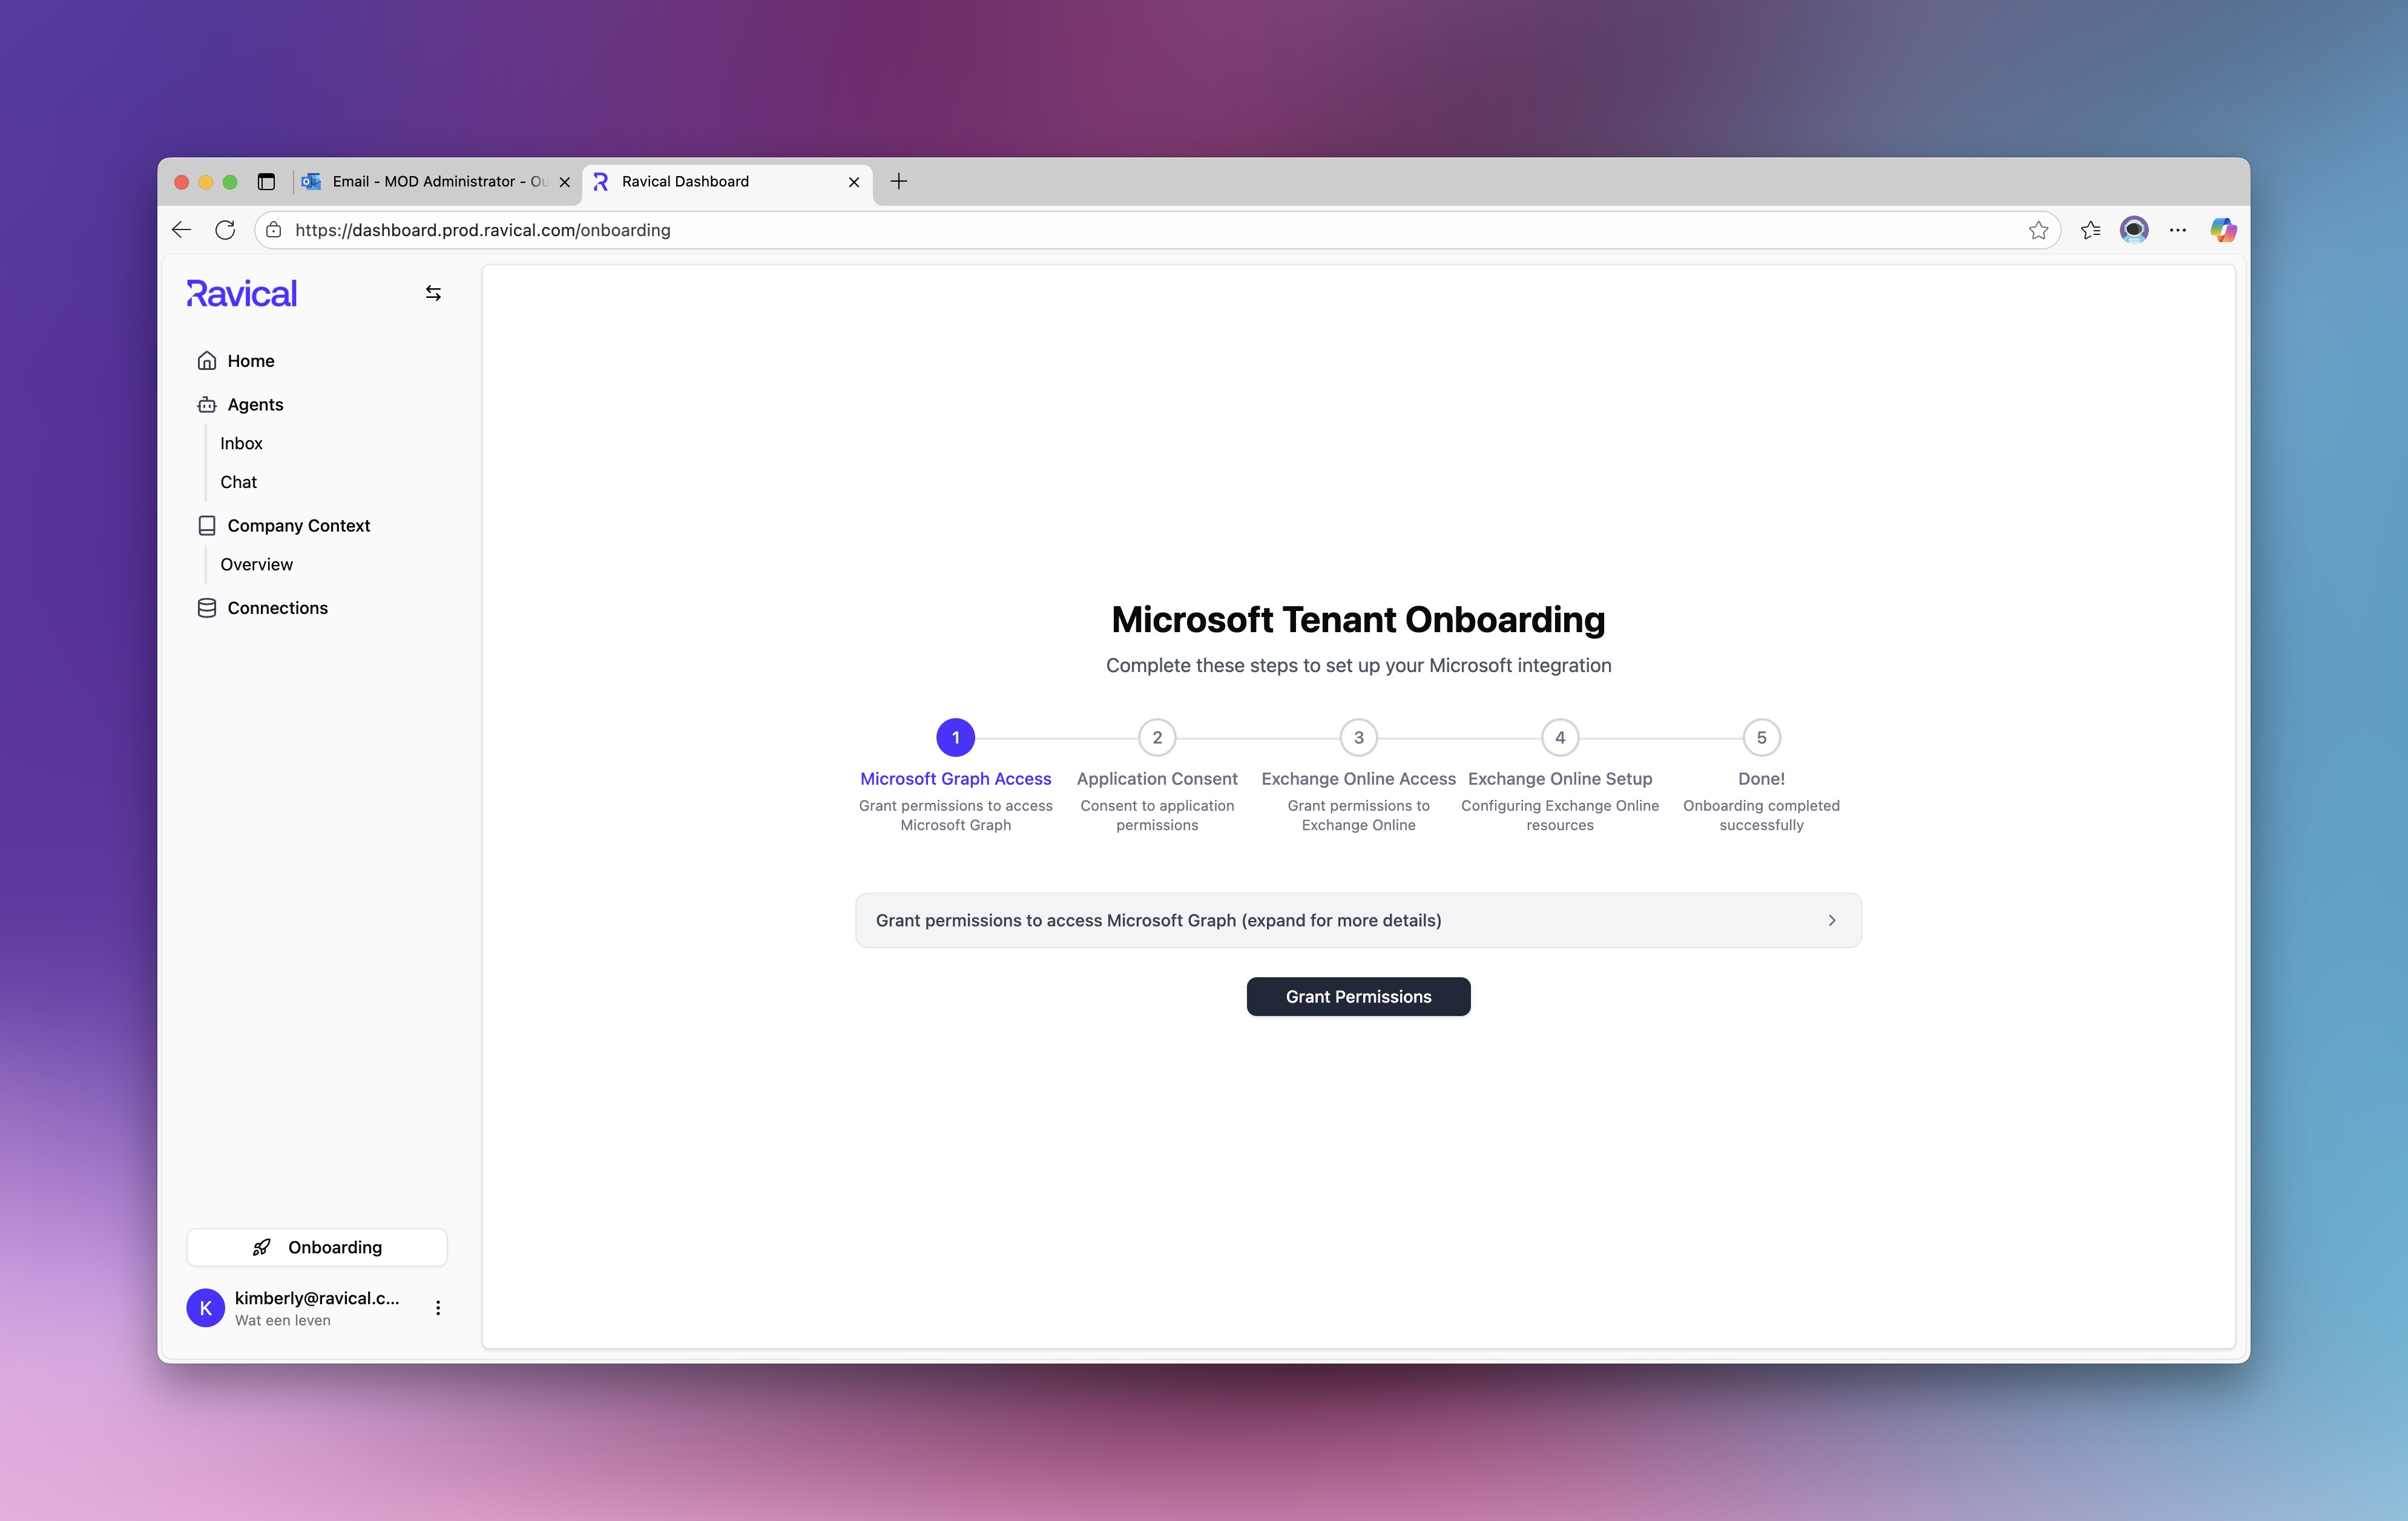 Email - MOD Administrator - Ou
Ravical Dashboard
https://dashboard.prod.ravical.com/onboarding
Ravical
Home
Agents
Inbox
Chat
Company Context
Overview
Connections
Microsoft Tenant Onboarding
Complete these steps to set up your Microsoft integration
1
2
3
4
5
Microsoft Graph Access
Grant permissions to access
Microsoft Graph
Application Consent
Consent to application
permissions
Exchange Online Access
Grant permissions to
Exchange Online
Exchange Online Setup
Configuring Exchange Online
resources
Done!
Onboarding completed
successfully
Grant permissions to access Microsoft Graph (expand for more details)
Grant Permissions
Onboarding
K
kimberly@ravical.c...
Wat een leven